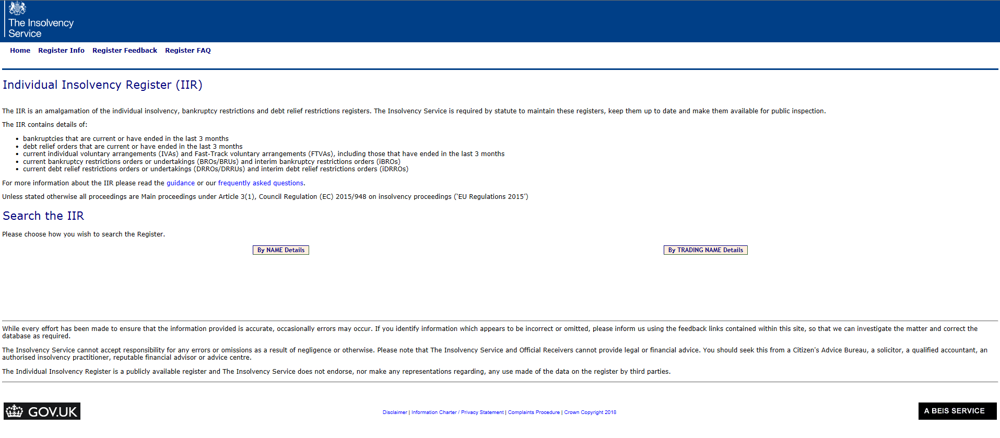 The Insolvency
Service
Home Register Info Register Feedback Register FAQ
Individual Insolvency Register (IIR)
The IIR is an amalgamation of the individual insolvency, bankruptcy restrictions and debt relief restrictions registers. The Insolvency Service is required by statute to maintain these registers, keep them up to date and make them available for public inspection.
The IIR contains details of:
• bankruptcies that are current or have ended in the last 3 months
• debt relief orders that are current or have ended in the last 3 months
• current individual voluntary arrangements (IVAs) and Fast-Track voluntary arrangements (FTVAs), including those that have ended in the last 3 months
• current bankruptcy restrictions orders or undertakings (BROs/BRUs) and interim bankruptcy restrictions orders (iBROs)
• current debt relief restrictions orders or undertakings (DRROs/DRRUs) and interim debt relief restrictions orders (iDRROs)
For more information about the IIR please read the guidance or our frequently asked questions.
Unless stated otherwise all proceedings are Main proceedings under Article 3(1), Council Regulation (EC) 2015/948 on insolvency proceedings (‘EU Regulations 2015’)
Search the IIR
Please choose how you wish to search the Register.
By NAME Details By TRADING NAME Details
While every effort has been made to ensure that the information provided is accurate, occasionally errors may occur. If you identify information which appears to be incorrect or omitted, please inform us using the feedback links contained within this site, so that we can investigate the matter and correct the
database as required.
The Insolvency Service cannot accept responsibility for any errors or omissions as a result of negligence or otherwise. Please note that The Insolvency Service and Official Receivers cannot provide legal or financial advice. You should seek this from a Citizen's Advice Bureau, a solicitor, a qualified accountant, an
authorised insolvency practitioner, reputable financial advisor or advice centre.
The Individual Insolvency Register is a publicly available register and The Insolvency Service does not endorse, nor make any representations regarding, any use made of the data on the register by third parties.
GOV.UK Disclaimer | Information Charter / Privacy Statement | Complaints Procedure | Crown Copyright 2018 A BEIS SERVICE